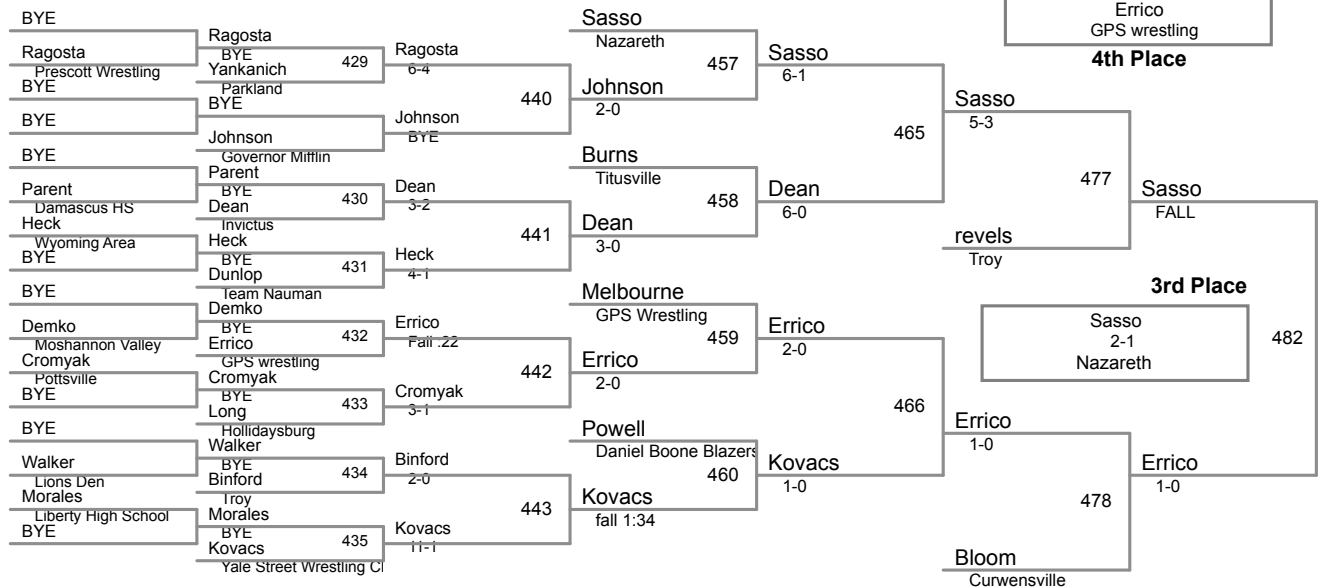 BYE
Ragosta
Prescott Wrestling
BYE
BYE
BYE
Parent
Damascus HS
Heck
Wyoming Area
BYE
BYE
Demko
Moshannon Valley
Cromyak
Pottsville
BYE
BYE
Walker
Lions Den
Morales
Liberty High School
BYE
Ragosta
BYE
429
Yankanich
Parkland
BYE
Johnson
Governor Mifflin
Parent
BYE
430
Dean
Invictus
Heck
BYE
431
Dunlop
Team Nauman
Demko
BYE
432
Errico
GPS wrestling
Cromyak
BYE
433
Long
Hollidaysburg
Walker
BYE
434
Binford
Troy
Morales
BYE
435
Kovacs
Yale Street Wrestling Cl
Ragosta
6-4
440
Johnson
BYE
Dean
3-2
441
Heck
4-1
Errico
Fall :22
442
Cromyak
3-1
Binford
2-0
443
Kovacs
11-1
Sasso
Nazareth
457
Johnson
2-0
Burns
Titusville
458
Dean
3-0
Melbourne
GPS Wrestling
459
Errico
2-0
Powell
Daniel Boone Blazers
460
Kovacs
fall 1:34
Sasso
6-1
465
Dean
6-0
Errico
2-0
466
Kovacs
1-0
Sasso
5-3
477
revels
Troy
Errico
1-0
478
Bloom
Curwensville
Sasso
FALL
482
Errico
1-0
Errico
GPS wrestling
4th Place
3rd Place
Sasso
2-1
Nazareth